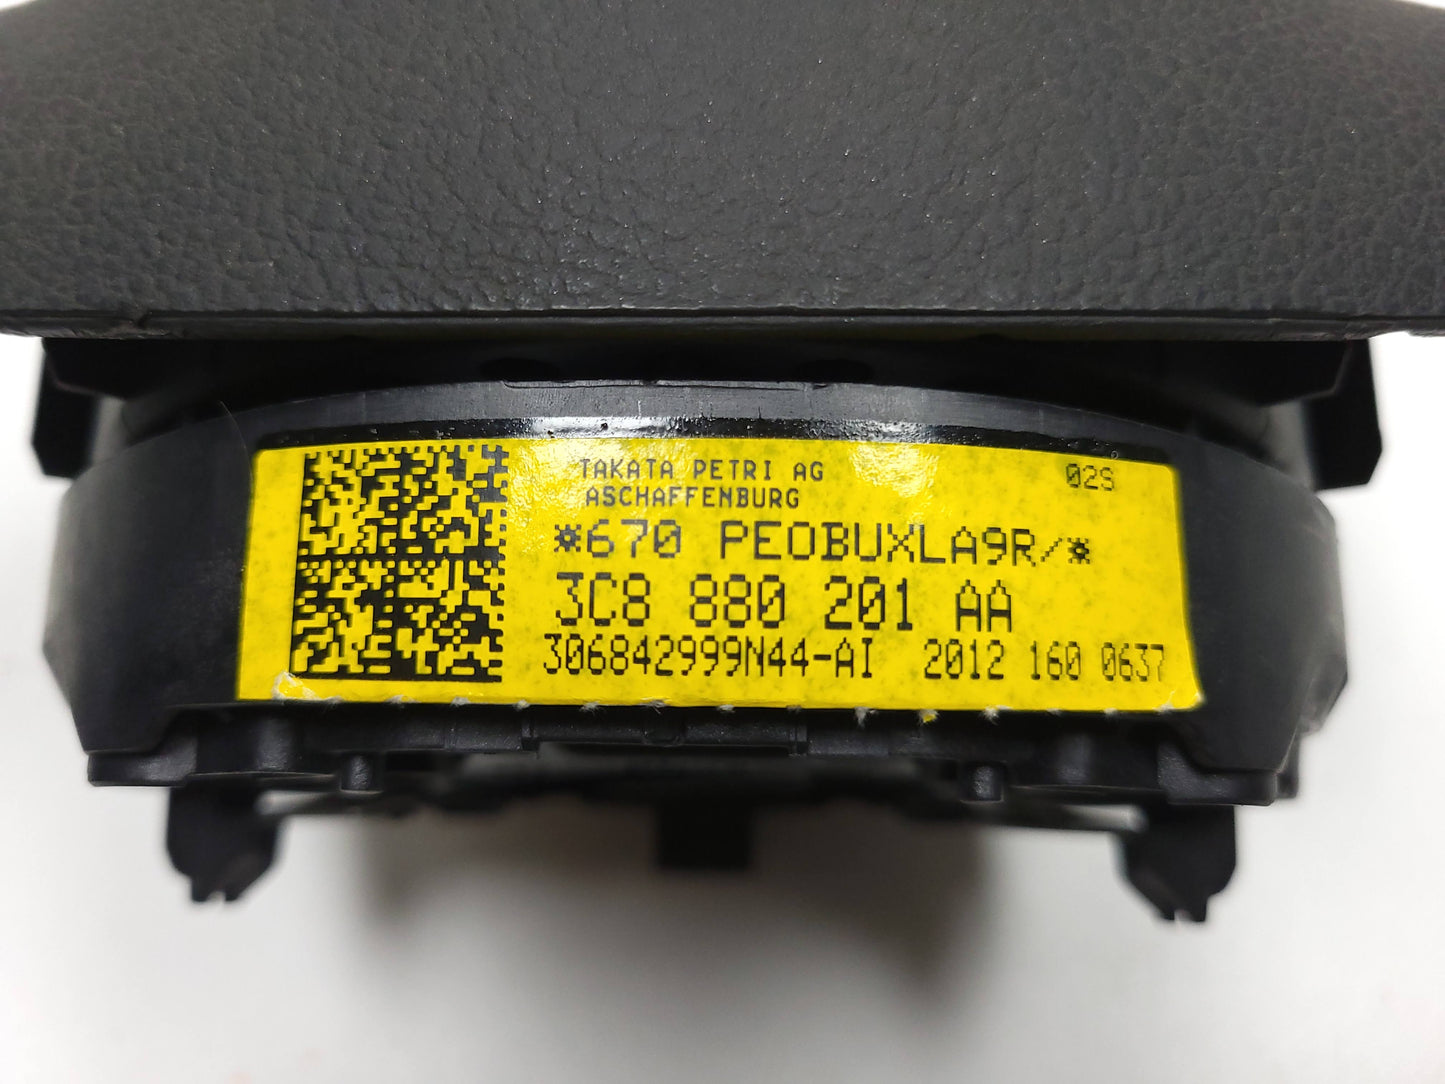 TAKATA PETRI AG
02S
ASCHAFFENBURG
*670 PEOBUXLA9R/*
3C8 880 201 AA
306842999N44-AI 2012 160 0637